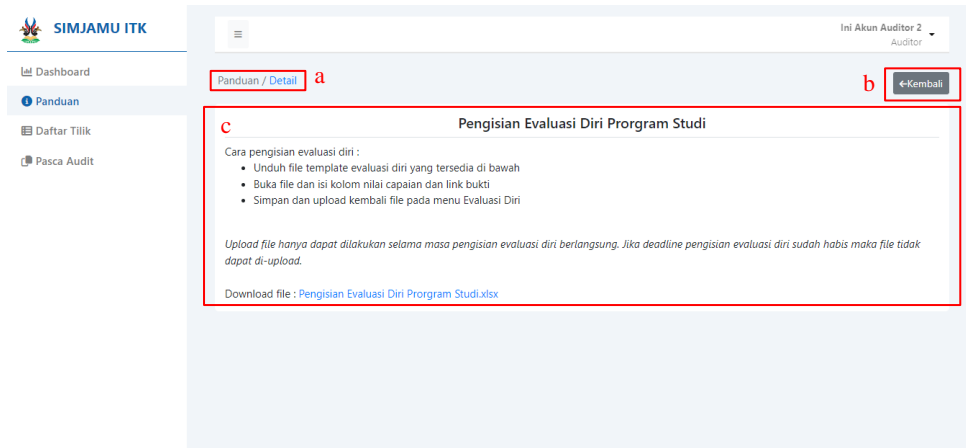 SIMJAMU ITK
Ini Akun Auditor 2
Auditor
Dashboard
Panduan
Daftar Tilik
Pasca Audit
Panduan / Detail
a
b
Kembali
c
Pengisian Evaluasi Diri Prorgram Studi
Cara pengisian evaluasi diri :
• Unduh file template evaluasi diri yang tersedia di bawah
• Buka file dan isi kolom nilai capaian dan link bukti
• Simpan dan upload kembali file pada menu Evaluasi Diri
Upload file hanya dapat dilakukan selama masa pengisian evaluasi diri berlangsung. Jika deadline pengisian evaluasi diri sudah habis maka file tidak
dapat di-upload.
Download file : Pengisian Evaluasi Diri Prorgram Studi.xlsx